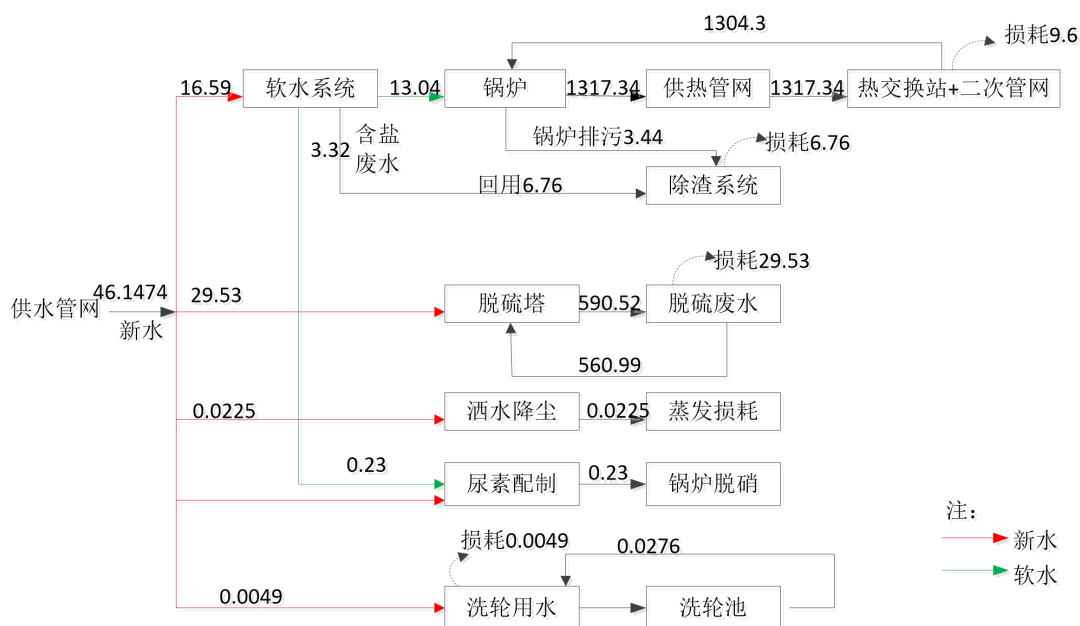 1304.3
损耗9.6
16.59
软水系统
13.04
锅炉
1317.34
供热管网
1317.34
热交换站+二次管网
3.32
含盐
废水
锅炉排污3.44
损耗6.76
回用6.76
除渣系统
46.1474
供水管网
新水
29.53
脱硫塔
590.52
脱硫废水
损耗29.53
560.99
0.0225
洒水降尘
0.0225
蒸发损耗
0.23
尿素配制
0.23
锅炉脱硝
注：
新水
软水
损耗0.0049
0.0276
0.0049
洗轮用水
洗轮池